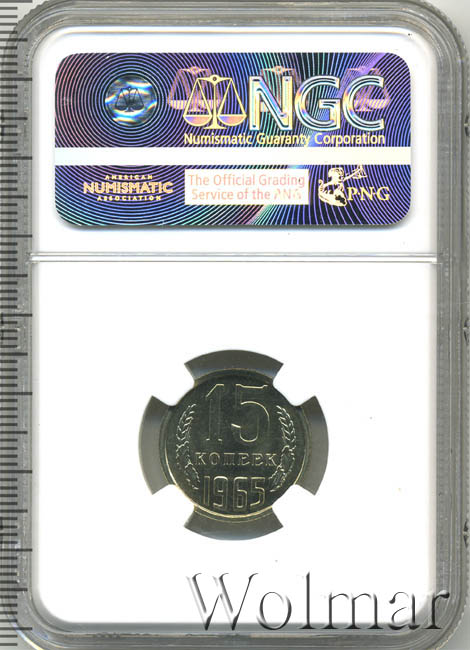 NGC
Numismatic Guaranty Corporation
AMERICAN
NUMISMATIC
ASSOCIATION
The Official Grading
Service of the ANA
PNG
15
КОПЕЕК
1965
Wolmar